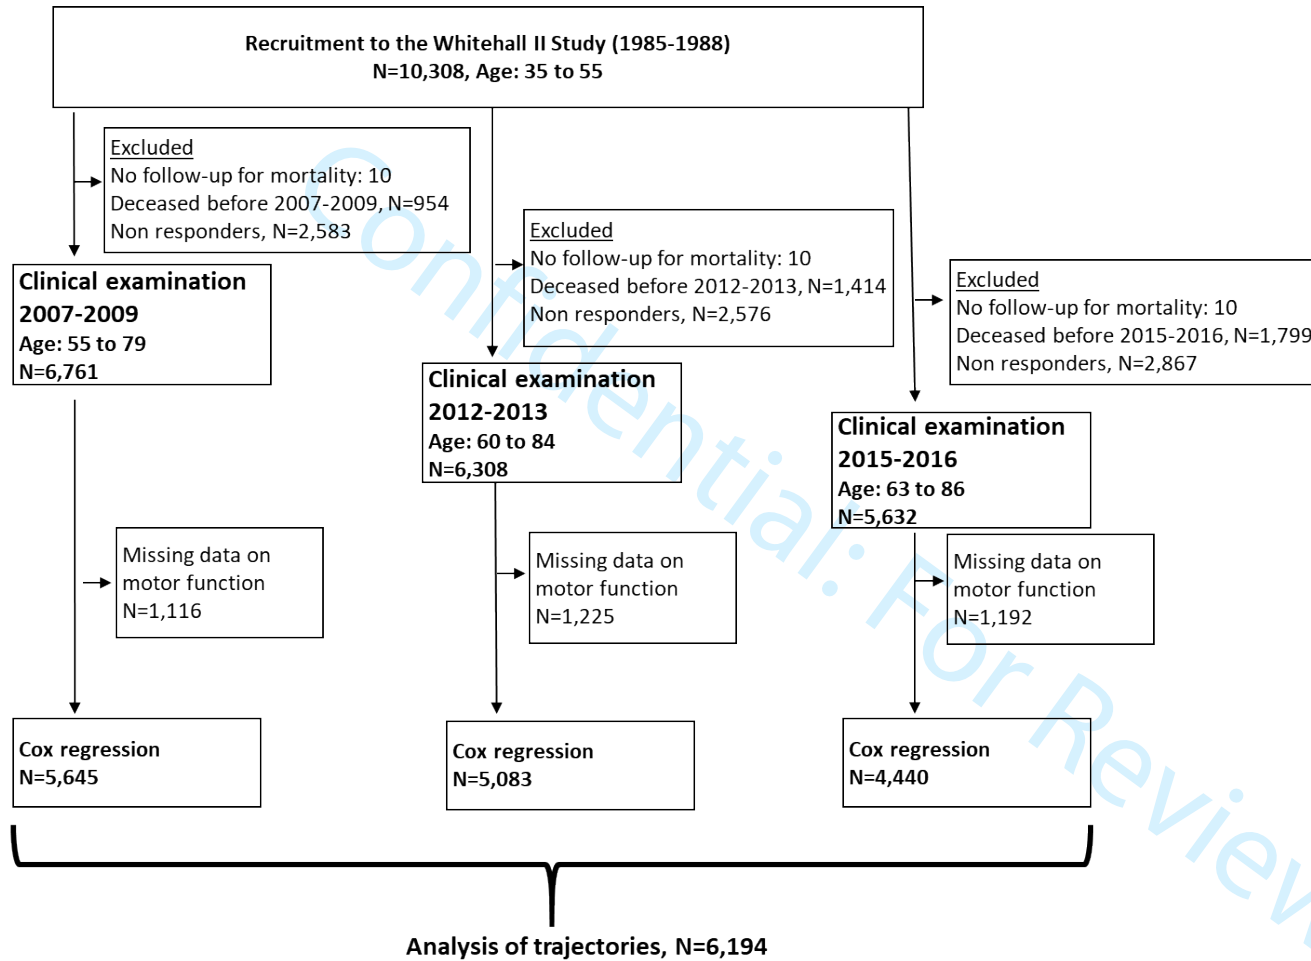 Recruitment to the Whitehall II Study (1985-1988)
N=10,308, Age: 35 to 55
Excluded
No follow-up for mortality: 10
Deceased before 2007-2009, N=954
Non responders, N=2,583
Excluded
No follow-up for mortality: 10
Deceased before 2012-2013, N=1,414
Non responders, N=2,576
Excluded
No follow-up for mortality: 10
Deceased before 2015-2016, N=1,799
Non responders, N=2,867
Clinical examination
2007-2009
Age: 55 to 79
N=6,761
Clinical examination
2012-2013
Age: 60 to 84
N=6,308
Clinical examination
2015-2016
Age: 63 to 86
N=5,632
Missing data on
motor function
N=1,116
Missing data on
motor function
N=1,225
Missing data on
motor function
N=1,192
Cox regression
N=5,645
Cox regression
N=5,083
Cox regression
N=4,440
Analysis of trajectories, N=6,194
Confidential: For Review